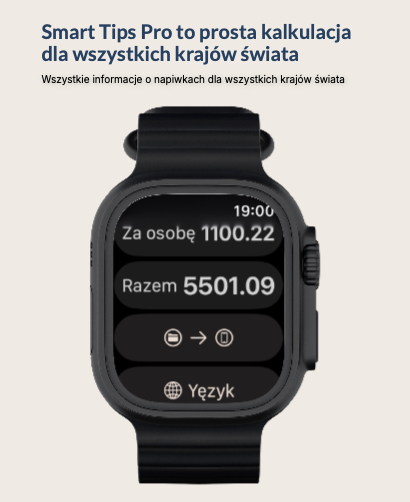 Smart Tips Pro to prosta kalkulacja
dla wszystkich krajów świata
Wszystkie informacje o napiwkach dla wszystkich krajów świata
19:00
Za osobę 1100.22
Razem 5501.09
→
Yęzyk